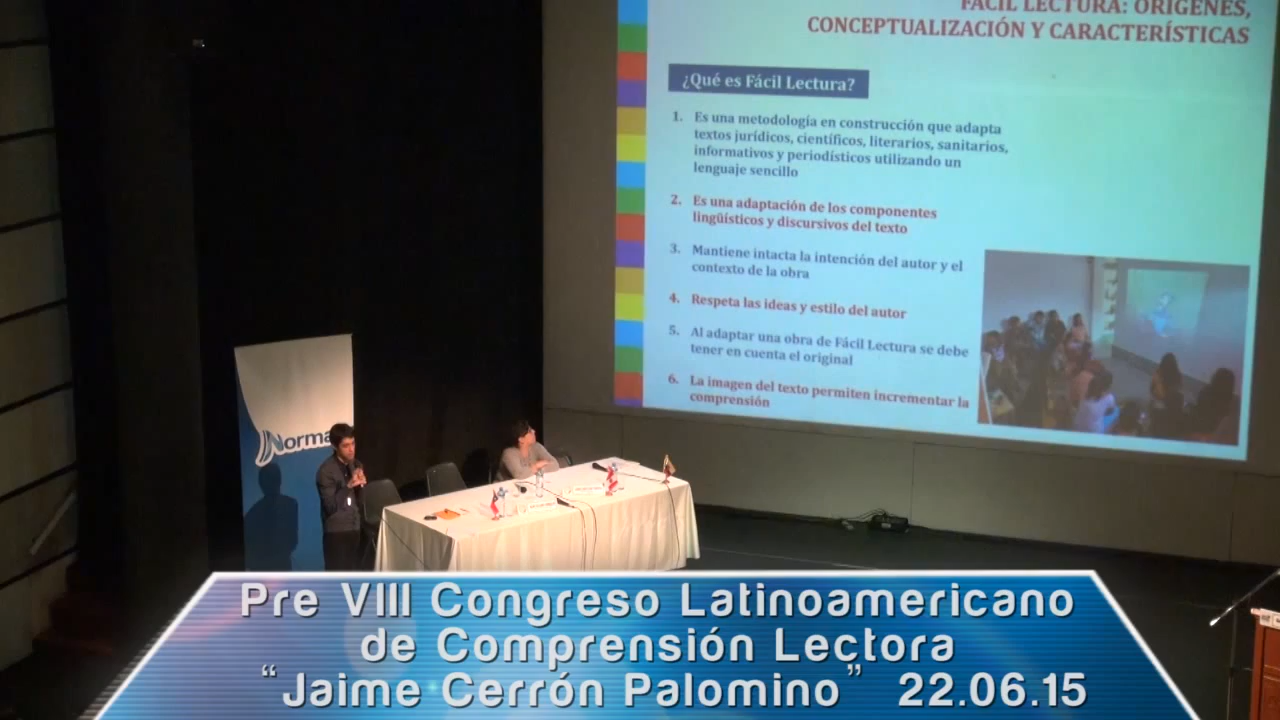 FÁCIL LECTURA: ORÍGENES,
CONCEPTUALIZACIÓN Y CARACTERÍSTICAS
¿Qué es Fácil Lectura?
1. Es una metodología en construcción que adapta
textos jurídicos, científicos, literarios, sanitarios,
informativos y periodísticos utilizando un
lenguaje sencillo
2. Es una adaptación de los componentes
lingüísticos y discursivos del texto
3. Mantiene intacta la intención del autor y el
contexto de la obra
4. Respeta las ideas y estilo del autor
5. Al adaptar una obra de Fácil Lectura se debe
tener en cuenta el original
6. La imagen del texto permiten incrementar la
comprensión
Norma
Pre VIII Congreso Latinoamericano
de Comprensión Lectora
“Jaime Cerrón Palomino” 22.06.15